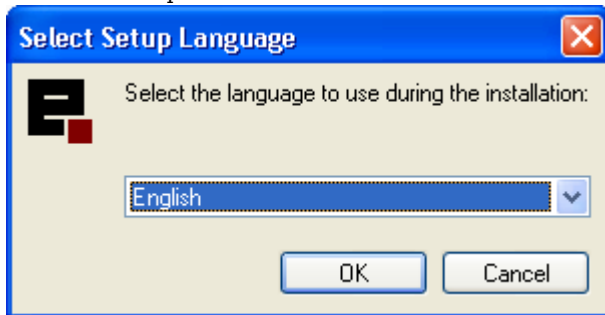 Select Setup Language
e.
Select the language to use during the installation:
English
OK
Cancel